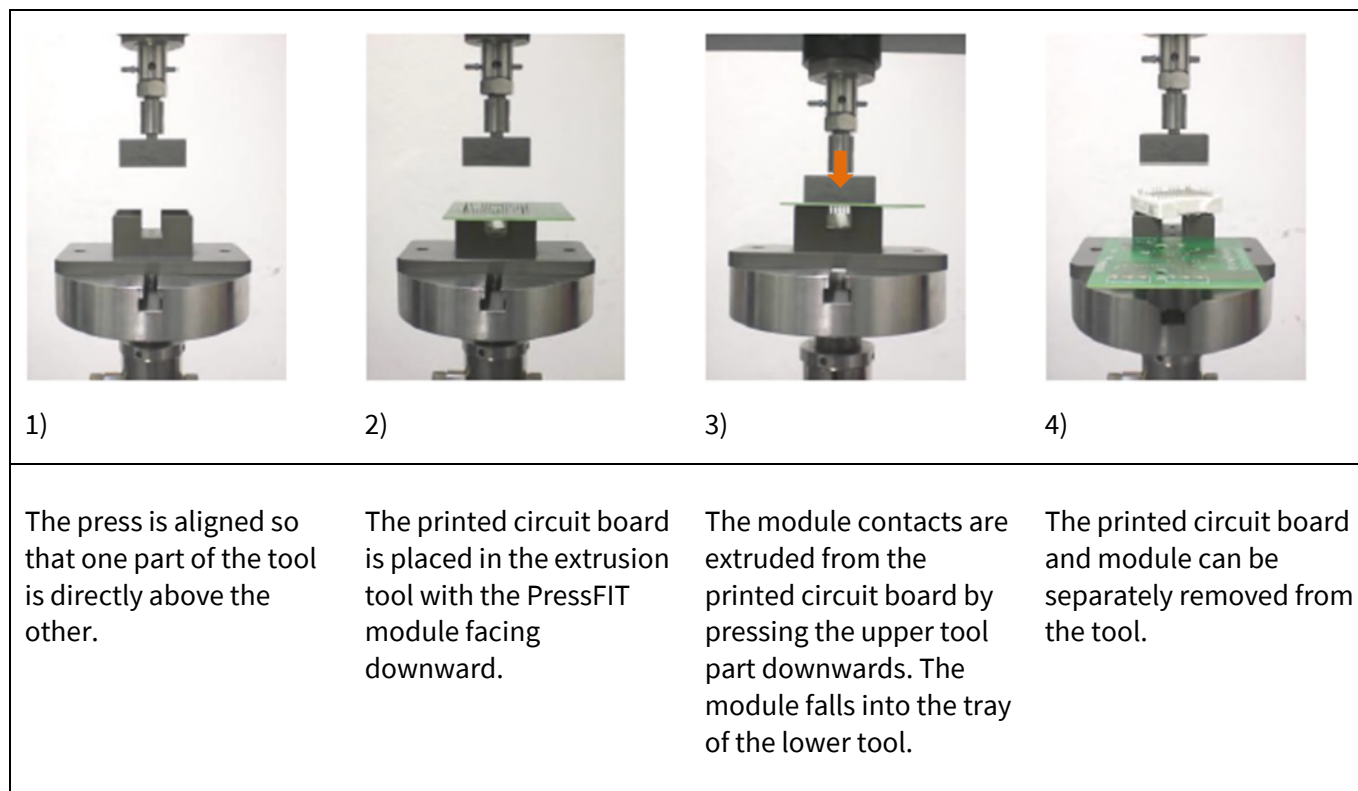 1)
2)
3)
4)
The press is aligned so
that one part of the tool
is directly above the
other.
The printed circuit board
is placed in the extrusion
tool with the PressFIT
module facing
downward.
The module contacts are
extruded from the
printed circuit board by
pressing the upper tool
part downwards. The
module falls into the tray
of the lower tool.
The printed circuit board
and module can be
separately removed from
the tool.